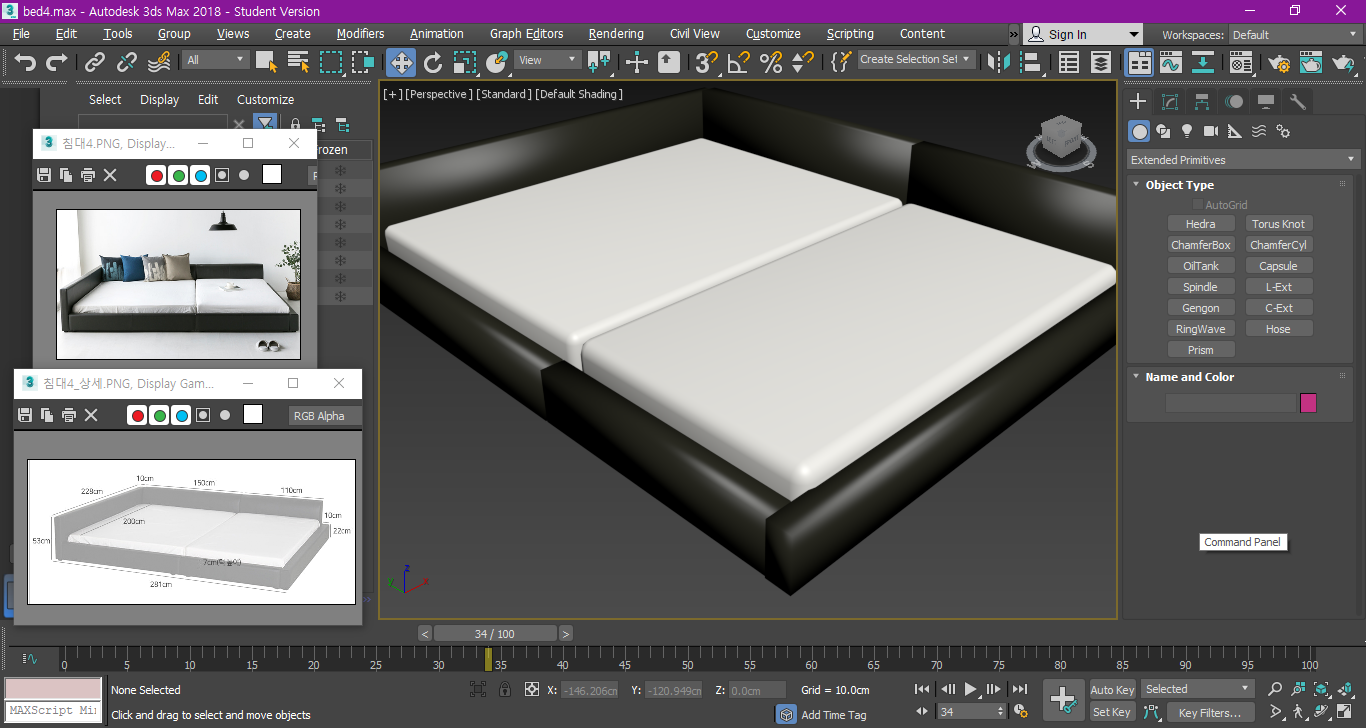 bed4.max - Autodesk 3ds Max 2018 - Student Version
File Edit Tools Group Views Create Modifiers Animation Graph Editors Rendering Civil View Customize Scripting Content » Sign In Workspaces: Default
All View Create Selection Set
Select Display Edit Customize
[+] [Perspective] [Standard] [Default Shading]
침대4.PNG, Display...
침대4_상세.PNG, Display Gam...
RGB Alpha
10cm
150cm
228cm
110cm
200cm
10cm
22cm
53cm
281cm
Extended Primitives
Object Type
AutoGrid
Hedra Torus Knot
ChamferBox ChamferCyl
OilTank Capsule
Spindle L-Ext
Gengon C-Ext
RingWave Hose
Prism
Name and Color
Command Panel
z
x
y
< 34 / 100 >
0 5 10 15 20 25 30 35 40 45 50 55 60 65 70 75 80 85 90 95 100
None Selected
X: -146.206cm Y: -120.949cm Z: 0.0cm Grid = 10.0cm
Auto Key Selected
MAXScript Mi
Click and drag to select and move objects
Add Time Tag
34
Set Key Key Filters...